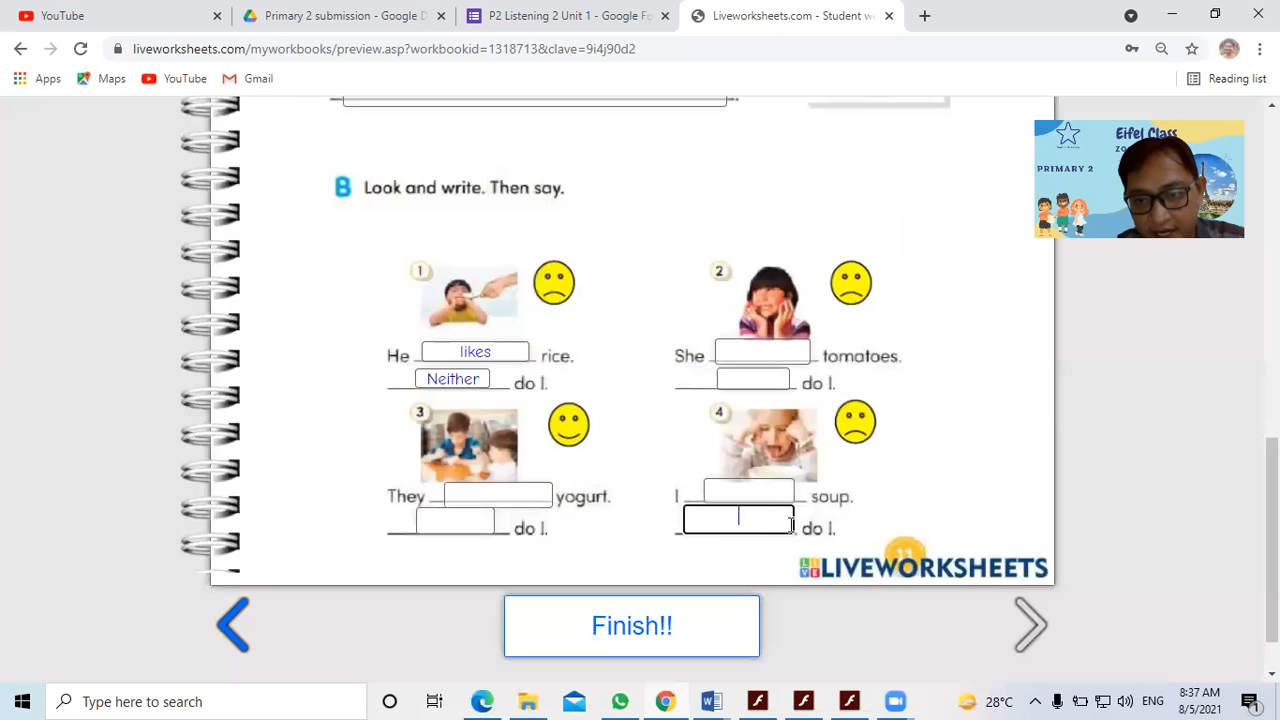 YouTube
Primary 2 submission - Google D
P2 Listening 2 Unit 1 - Google Fo
Liveworksheets.com - Student w
liveworksheets.com/myworkbooks/preview.asp?workbookid=1318713&clave=9i4j90d2
Apps
Maps
YouTube
Gmail
Reading list
Eifel Class
PRIMARY 2
B Look and write. Then say.
1
2
He likes rice.
She tomatoes.
Neither do I.
do I.
3
4
They yogurt.
I soup.
do I.
do I.
LIVEWORKSHEETS
Finish!!
Type here to search
28°C
ENG
8:37 AM
8/5/2021